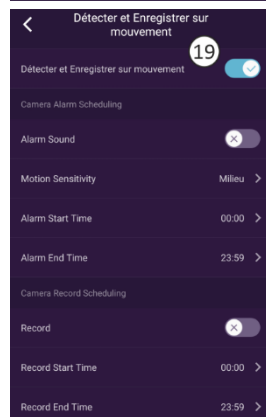 Détecter et Enregistrer sur
mouvement
19
Détecter et Enregistrer sur mouvement
Camera Alarm Scheduling
Alarm Sound
Motion Sensitivity Milieu
Alarm Start Time 00:00
Alarm End Time 23:59
Camera Record Scheduling
Record
Record Start Time 00:00
Record End Time 23:59